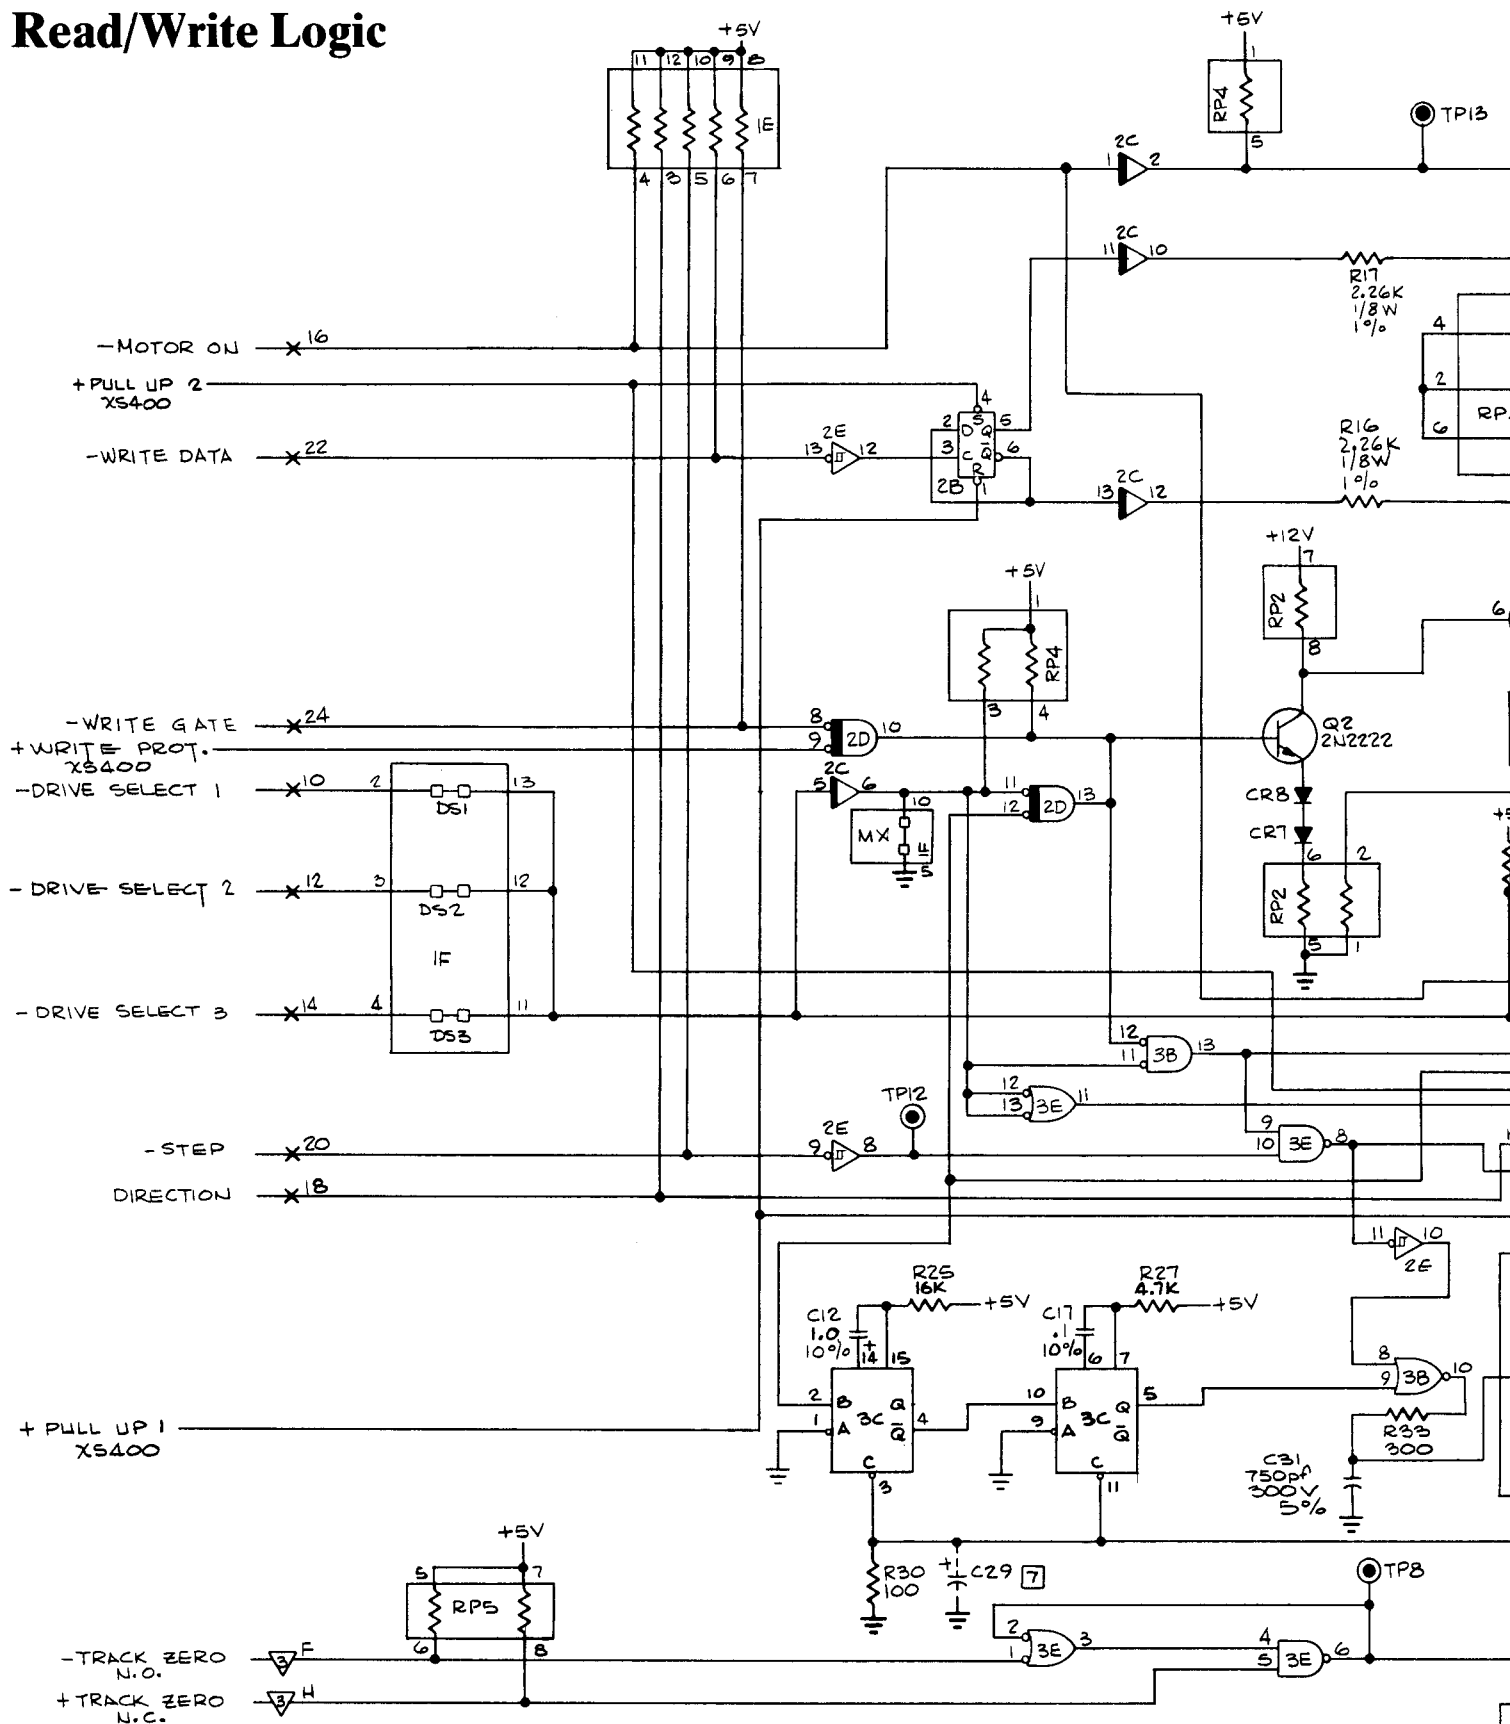 Read/Write Logic
+5V
11 12 10 9 8
1E
4 3 5 6 7
+5V
1
RP4
5
TP13
2C
1 2
2C
11 10
R17
2.26K
1/8W
1%
4
2
6
RP
-MOTOR ON 16
+PULL UP 2
XS400
-WRITE DATA 22
2E
13 12
4
2 D S Q 5
3 C Q 6
R
2B 1
2C
13 12
R16
2.26K
1/8W
1%
+12V
7
RP2
8
6
+5V
1
RP4
3 4
-WRITE GATE 24
+WRITE PROT.
XS400
8
9 2D 10
Q2
2N2222
-DRIVE SELECT 1 10 2 DS1 13
2C
5 6
10
MX
1F
5
11
12 2D 13
CR8
CR7
6 2
RP2
5 1
+5
-DRIVE SELECT 2 12 3 DS2 12
1F
-DRIVE SELECT 3 14 4 DS3 11
12
11 3B 13
12
13 3E 11
TP12
-STEP 20
2E
9 8
9
10 3E 8
DIRECTION 18
11 10
2E
R25
16K
+5V
C12
1.0
10%
+
14 15
R27
4.7K
+5V
C17
.1
10%
6 7
2 B Q
1 A 3C Q 4
C
3
10 B Q 5
9 A 3C Q
C
11
8
9 3B 10
R33
300
C31
750pf
300V
5%
+ PULL UP 1
XS400
R30
100
+ C29 7
TP8
+5V
5 7
RP5
6 8
-TRACK ZERO 3 F
N.O.
2
1 3E 3
4
5 3E 6
+TRACK ZERO 3 H
N.C.